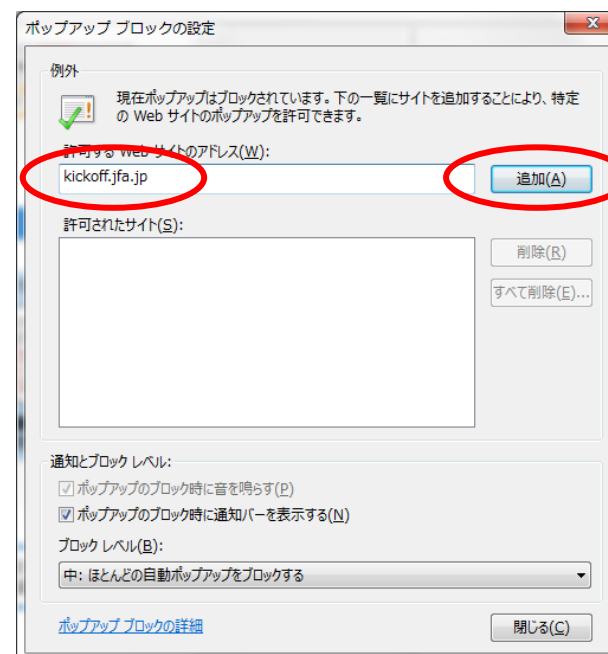 ポップアップ ブロックの設定
例外
現在ポップアップはブロックされています。下の一覧にサイトを追加することにより、特定
の Web サイトのポップアップを許可できます。
許可する Web サイトのアドレス(W):
kickoff.jfa.jp
追加(A)
許可されたサイト(S):
削除(R)
すべて削除(E)...
通知とブロック レベル:
ポップアップのブロック時に音を鳴らす(P)
ポップアップのブロック時に通知バーを表示する(N)
ブロック レベル(B):
中: ほとんどの自動ポップアップをブロックする
ポップアップ ブロックの詳細
閉じる(C)